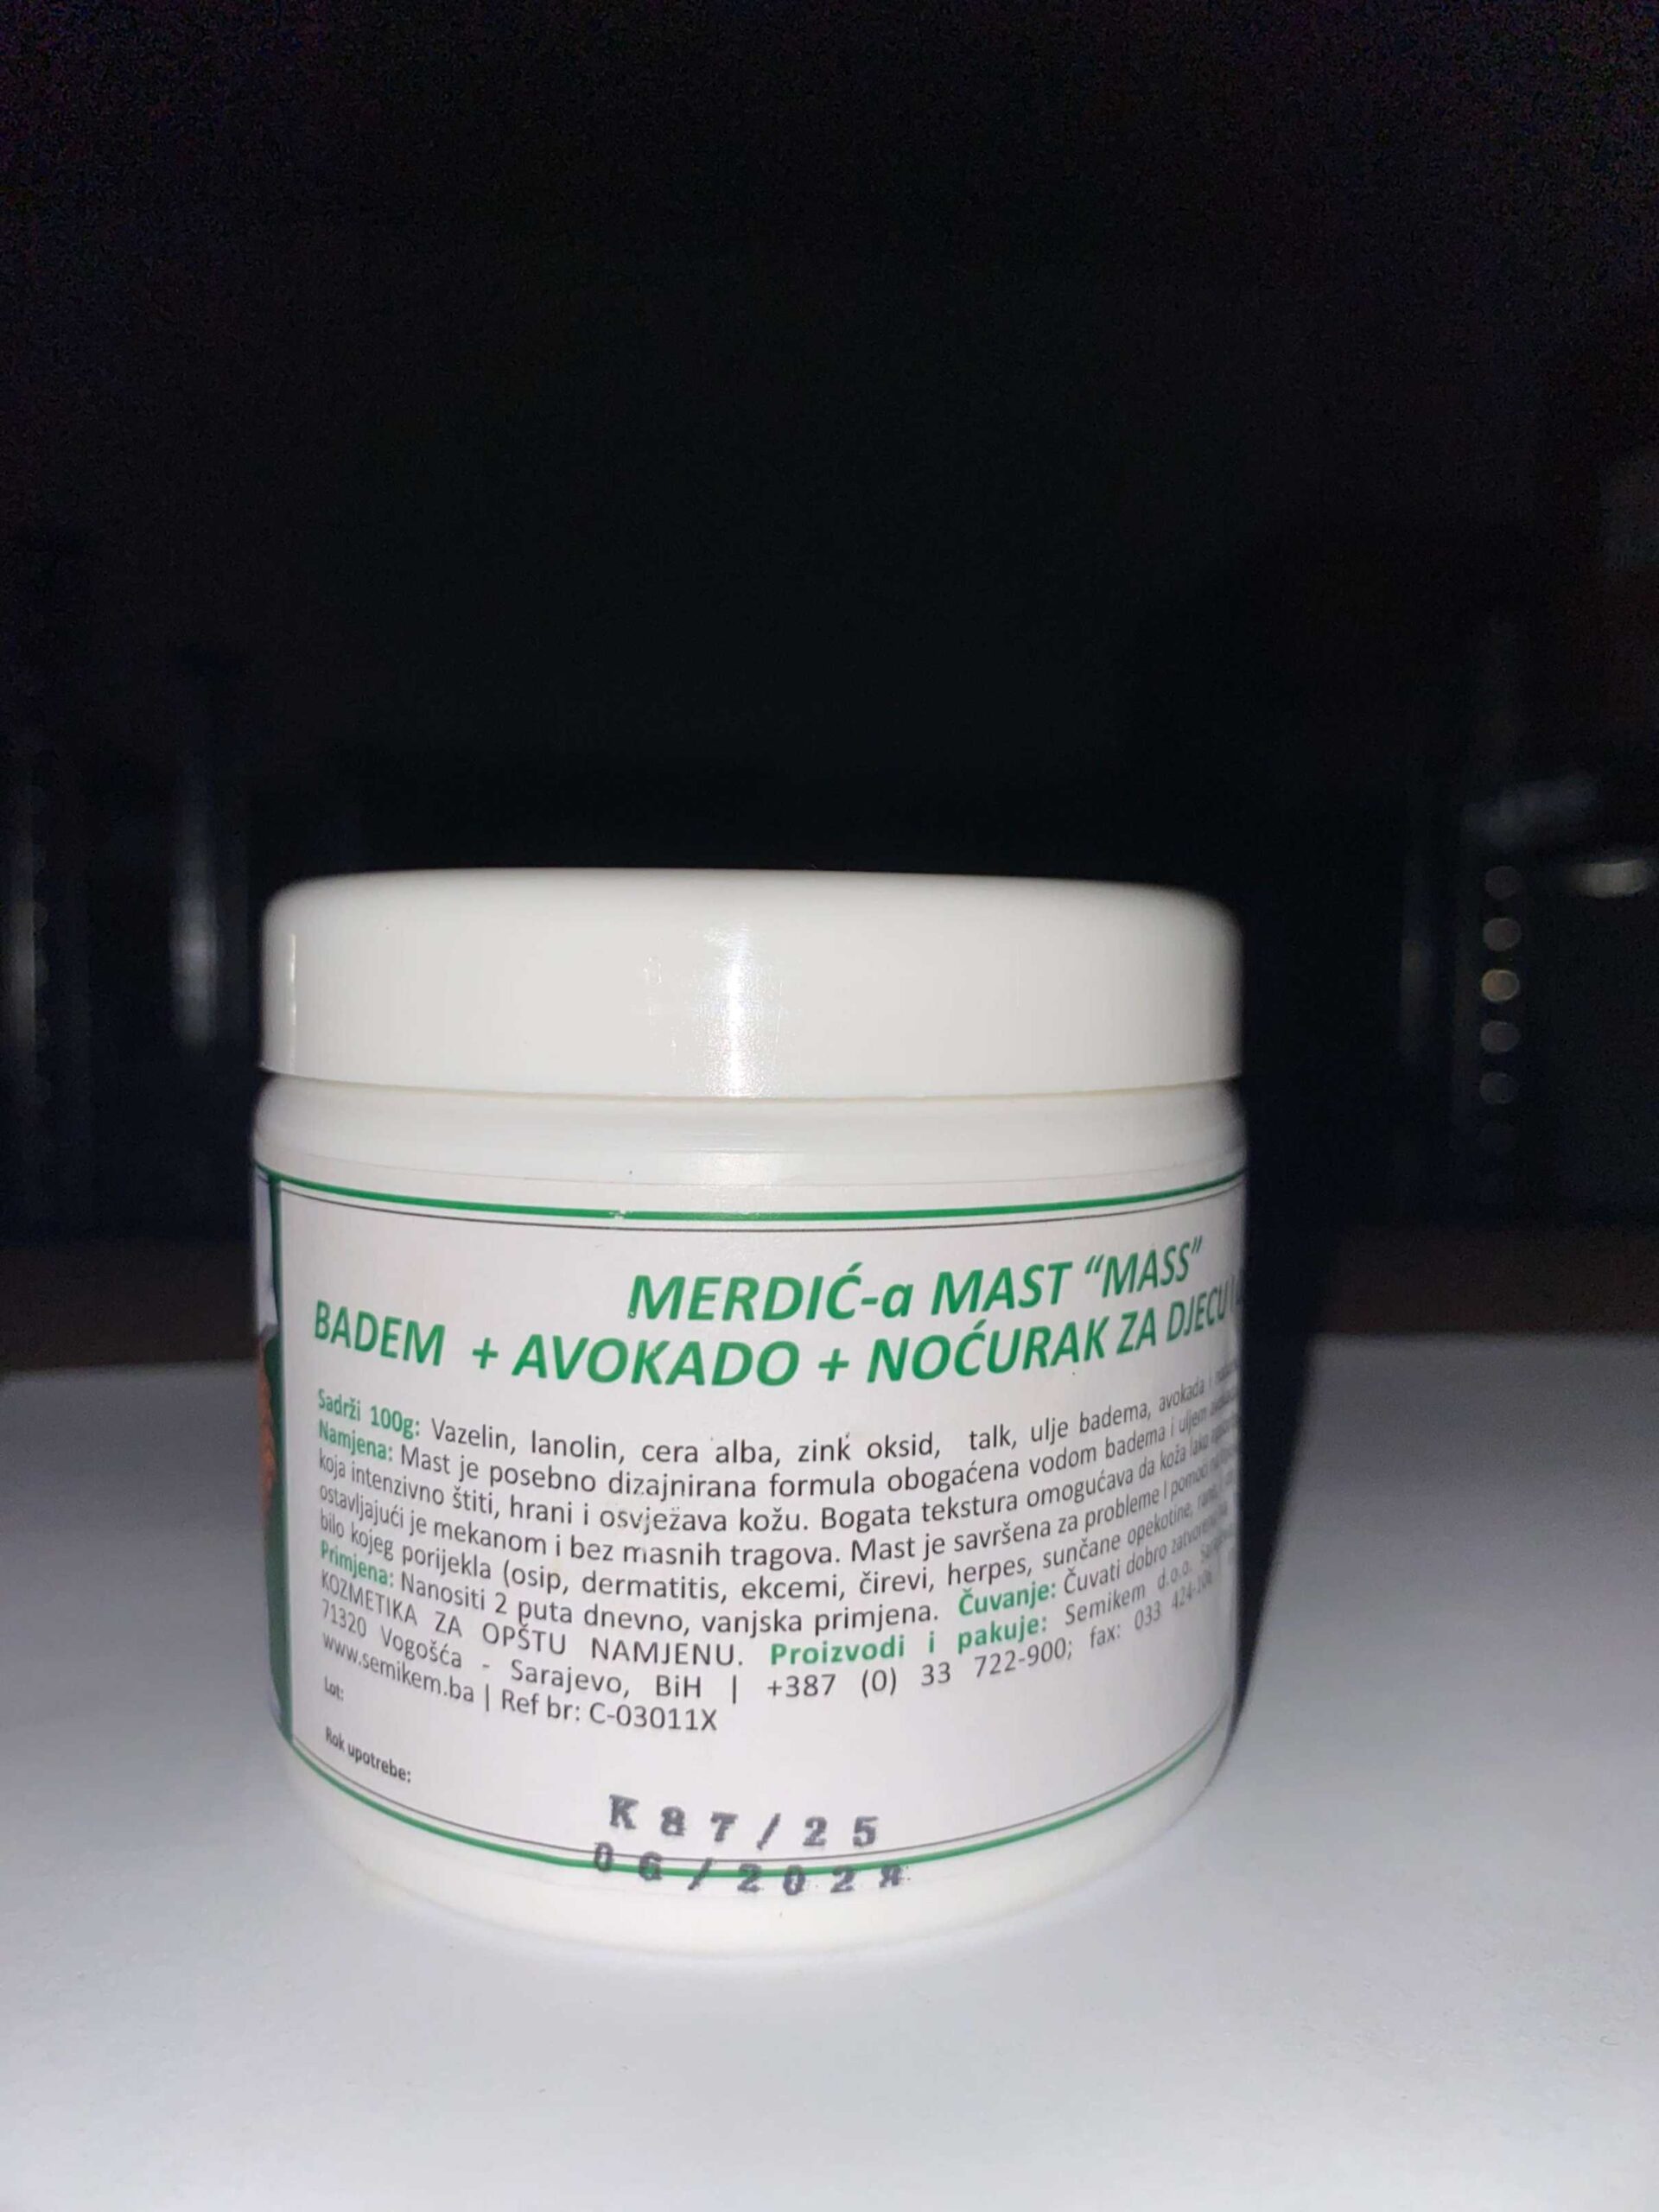 MERDIĆ-a MAST “MASS”
BADEM + AVOKADO + NOĆURAK ZA DJECU I
Sadrži 100g: Vazelin, lanolin, cera alba, zink oksid, talk, ulje badema, avokada i
Namjena: Mast je posebno dizajnirana formula obogaćena vodom badema i uljem
koja intenzivno štiti, hrani i osvježava kožu. Bogata tekstura omogućava da koža lako
ostavljajući je mekanom i bez masnih tragova. Mast je savršena za probleme I pomoć
bilo kojeg porijekla (osip, dermatitis, ekcemi, čirevi, herpes, sunčane opekotine,
Primjena: Nanositi 2 puta dnevno, vanjska primjena. Čuvanje: Čuvati dobro
KOZMETIKA ZA OPŠTU NAMJENU. Proizvodi i pakuje: Semikem d.o.o.
71320 Vogošća - Sarajevo, BiH | +387 (0) 33 722-900; fax: 033
www.semikem.ba | Ref br: C-03011X
Lot:
Rok upotrebe:
K87/25
06/2028